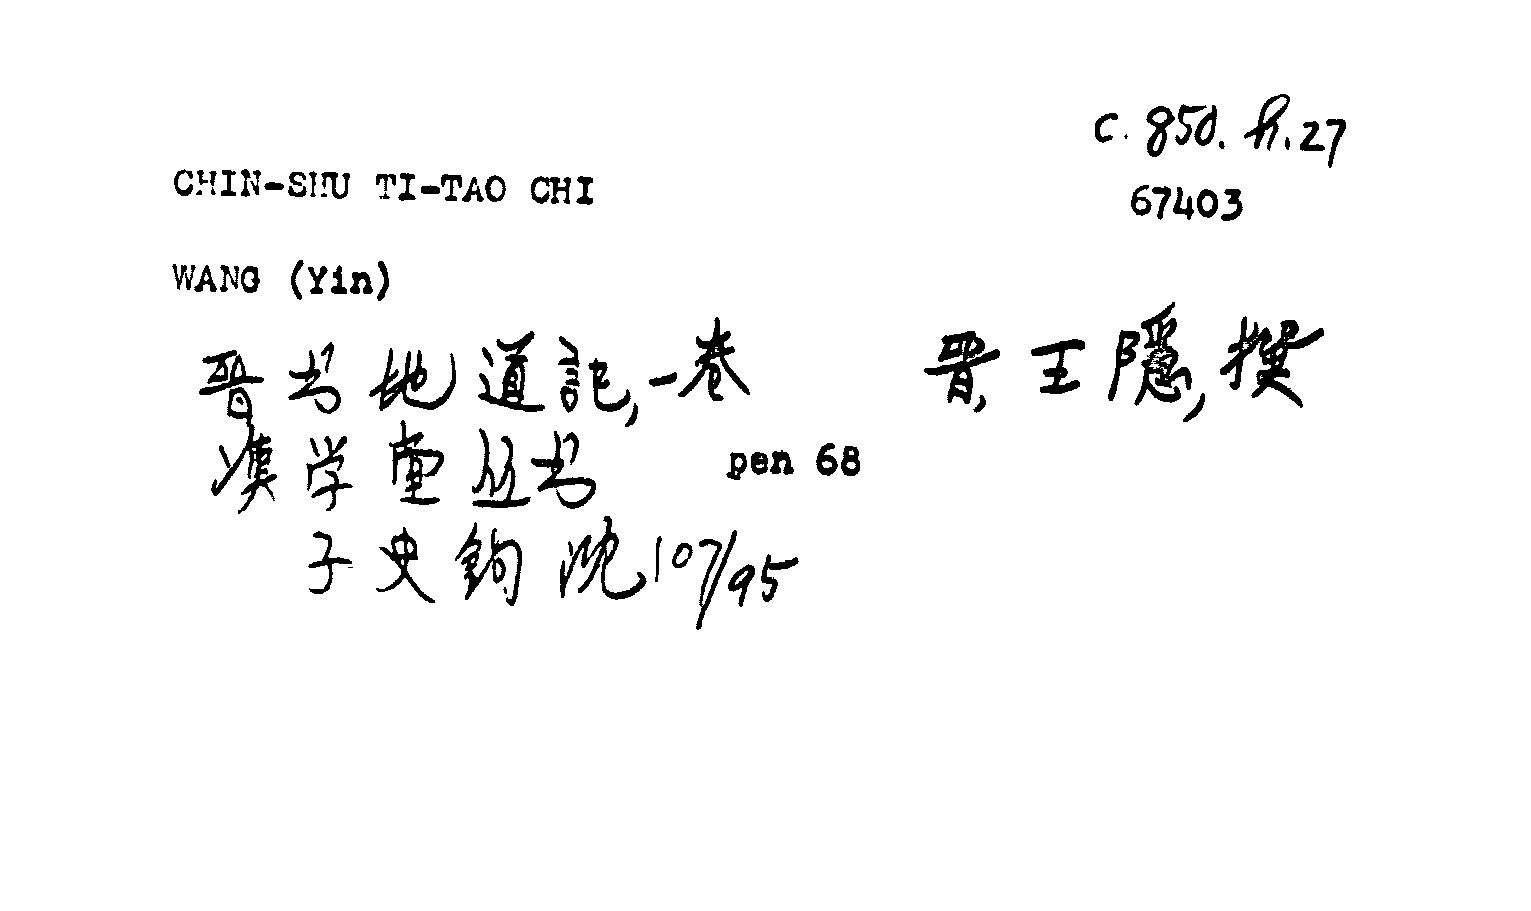 c. 850. h. 27
67403
CHIN-SHU TI-TAO CHI
WANG (Yin)
晋书地道記,一卷 晋,王隱,撰
漢学堂丛书 pen 68
子史鈎沈 107/95